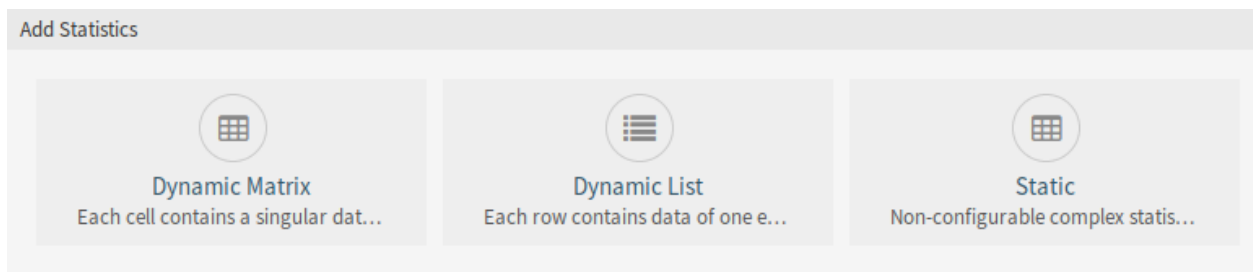 Add Statistics
Dynamic Matrix
Each cell contains a singular dat…
Dynamic List
Each row contains data of one e…
Static
Non-configurable complex statis…